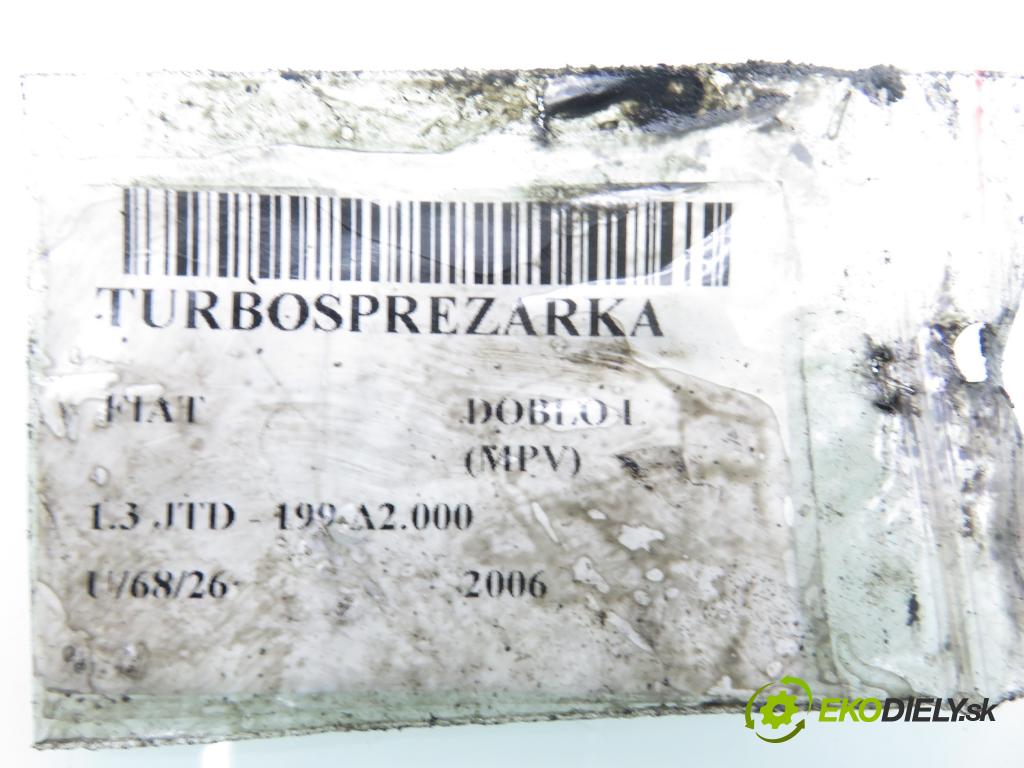 TURBOSPREZARKA
FIAT DOBLO I
(MPV)
1.3 JTD - 199 A2.000
U/68/26 2006
EKODIELY.sk